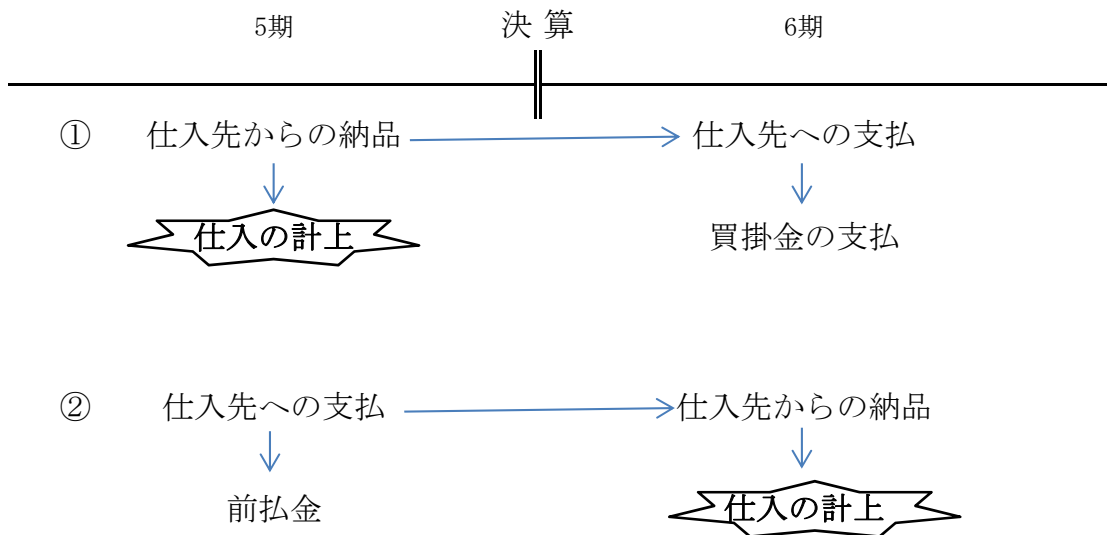 5期 決 算 6期
① 仕入先からの納品 仕入先への支払
仕入の計上 買掛金の支払
② 仕入先への支払 仕入先からの納品
前払金 仕入の計上